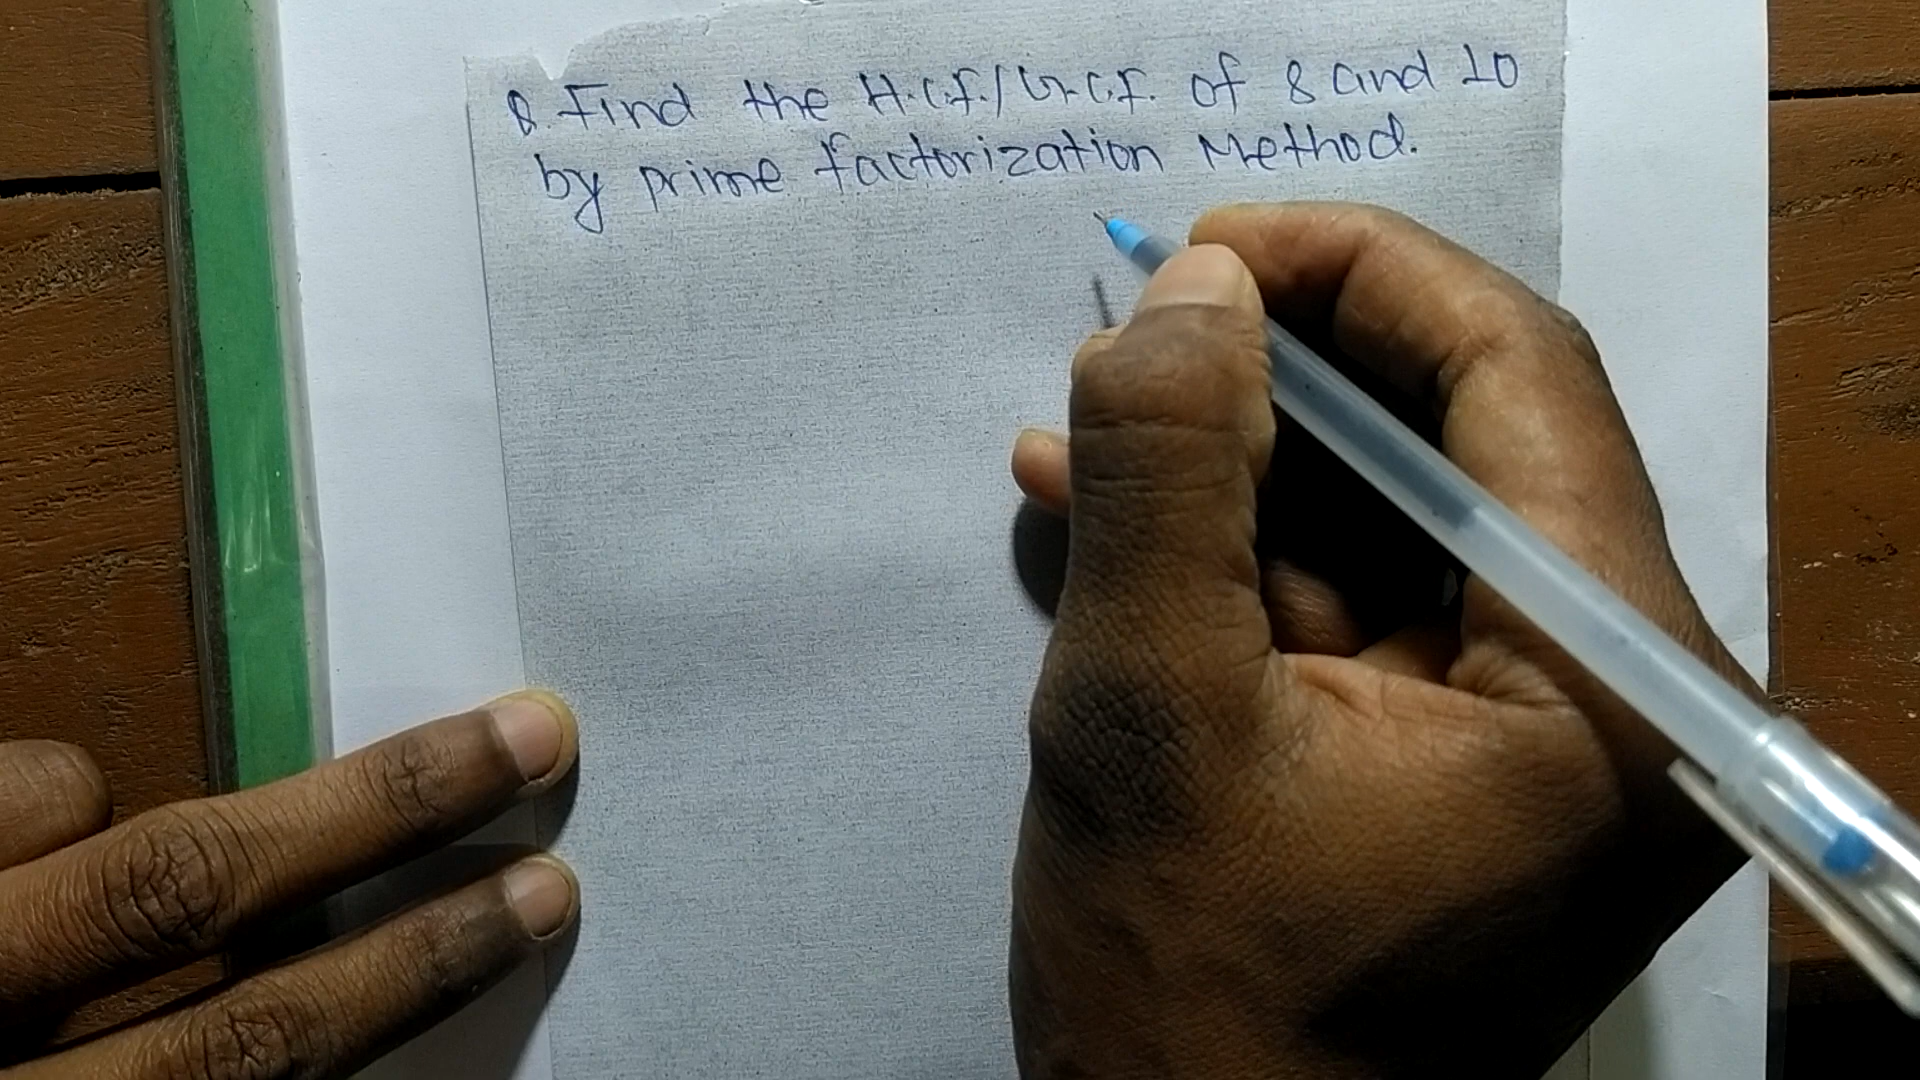 Q. Find the H.C.F./G.C.F. of 8 and 10
by prime factorization Method.